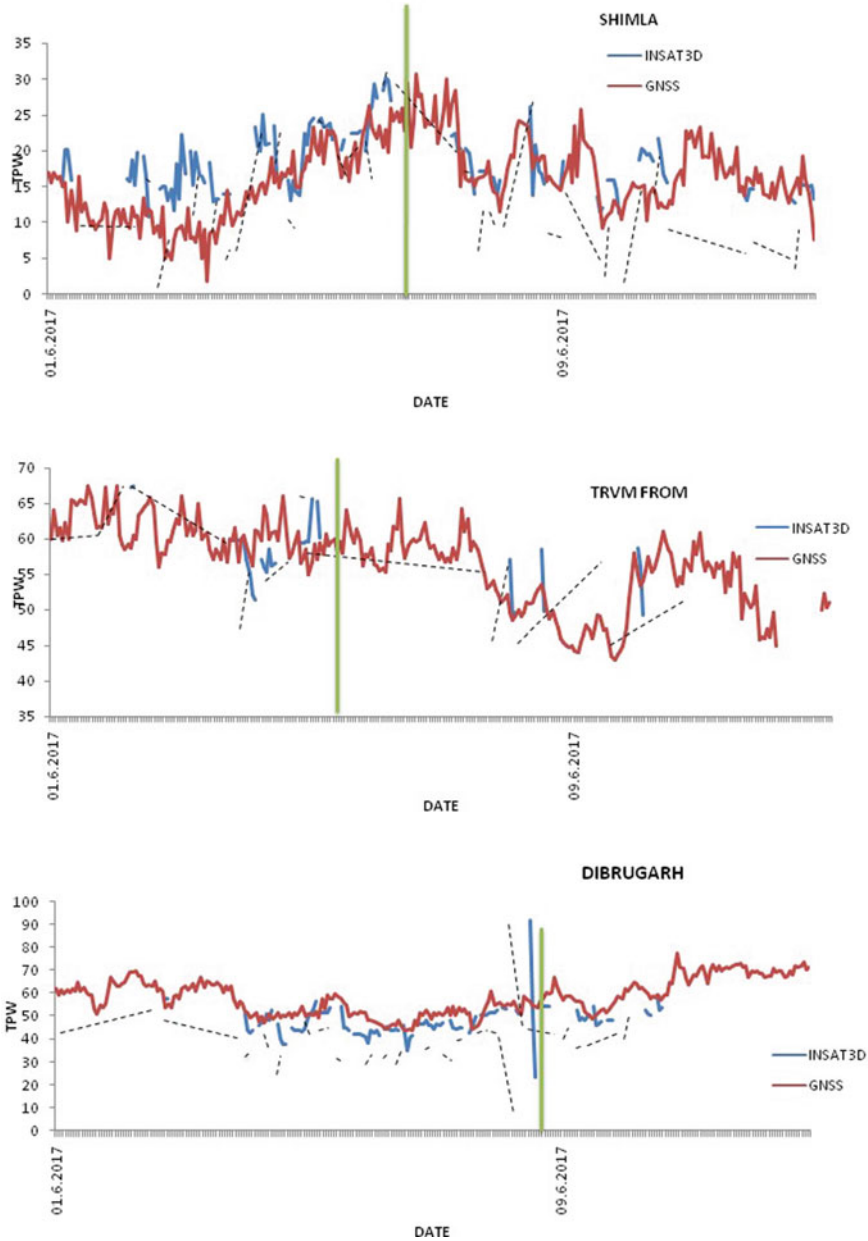 SHIMLA
INSAT3D
GNSS
35
30
25
20
15
10
5
0
TPW
01.6.2017
09.6.2017
DATE
TRVM FROM
INSAT3D
GNSS
70
65
60
55
50
45
40
35
TPW
01.6.2017
09.6.2017
DATE
DIBRUGARH
INSAT3D
GNSS
100
90
80
70
60
50
40
30
20
10
0
TPW
01.6.2017
09.6.2017
DATE